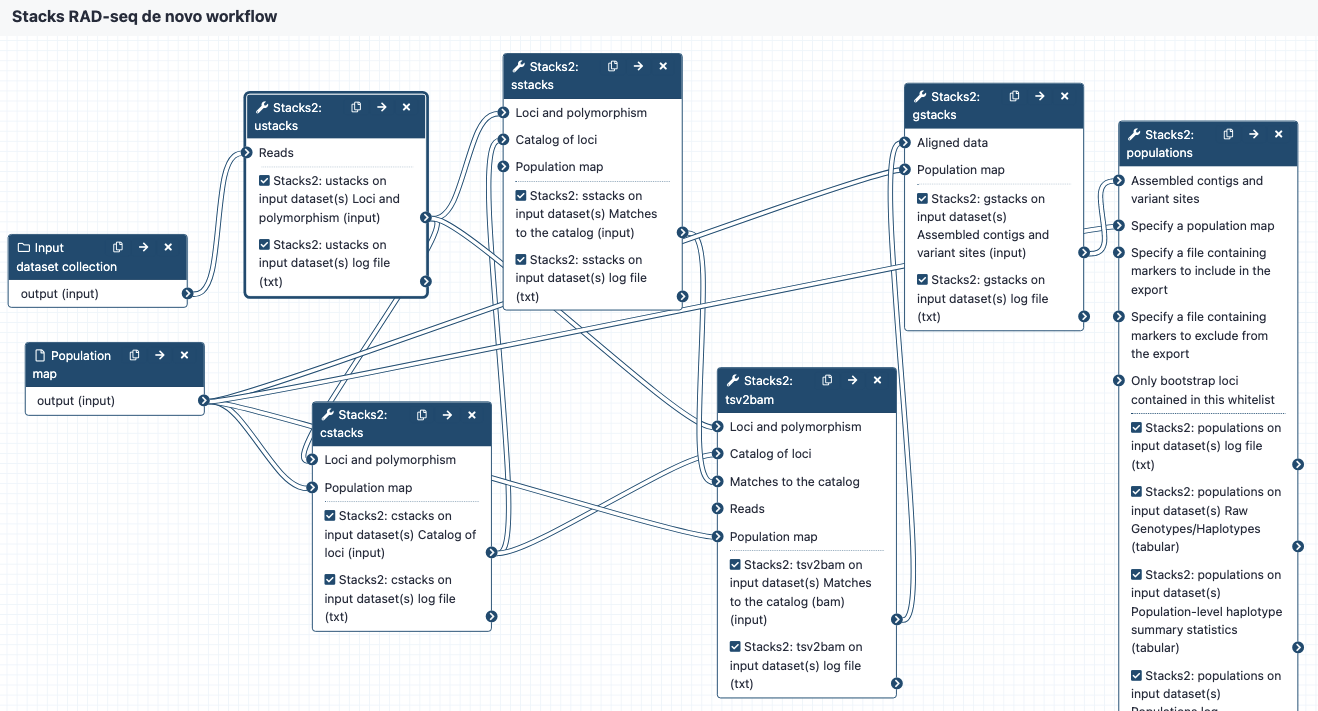 Stacks RAD-seq de novo workflow
Input
dataset collection
output (input)
Population
map
output (input)
Stacks2:
ustacks
Reads
Stacks2: ustacks on
input dataset(s) Loci and
polymorphism (input)
Stacks2: ustacks on
input dataset(s) log file
(txt)
Stacks2:
cstacks
Loci and polymorphism
Population map
Stacks2: cstacks on
input dataset(s) Catalog of
loci (input)
Stacks2: cstacks on
input dataset(s) log file
(txt)
Stacks2:
sstacks
Loci and polymorphism
Catalog of loci
Population map
Stacks2: sstacks on
input dataset(s) Matches
to the catalog (input)
Stacks2: sstacks on
input dataset(s) log file
(txt)
Stacks2:
tsv2bam
Loci and polymorphism
Catalog of loci
Matches to the catalog
Reads
Population map
Stacks2: tsv2bam on
input dataset(s) Matches
to the catalog (bam)
(input)
Stacks2: tsv2bam on
input dataset(s) log file
(txt)
Stacks2:
gstacks
Aligned data
Population map
Stacks2: gstacks on
input dataset(s)
Assembled contigs and
variant sites (input)
Stacks2: gstacks on
input dataset(s) log file
(txt)
Stacks2:
populations
Assembled contigs and
variant sites
Specify a population map
Specify a file containing
markers to include in the
export
Specify a file containing
markers to exclude from
the export
Only bootstrap loci
contained in this whitelist
Stacks2: populations on
input dataset(s) log file
(txt)
Stacks2: populations on
input dataset(s) Raw
Genotypes/Haplotypes
(tabular)
Stacks2: populations on
input dataset(s)
Population-level haplotype
summary statistics
(tabular)
Stacks2: populations on
input dataset(s)
Populations log